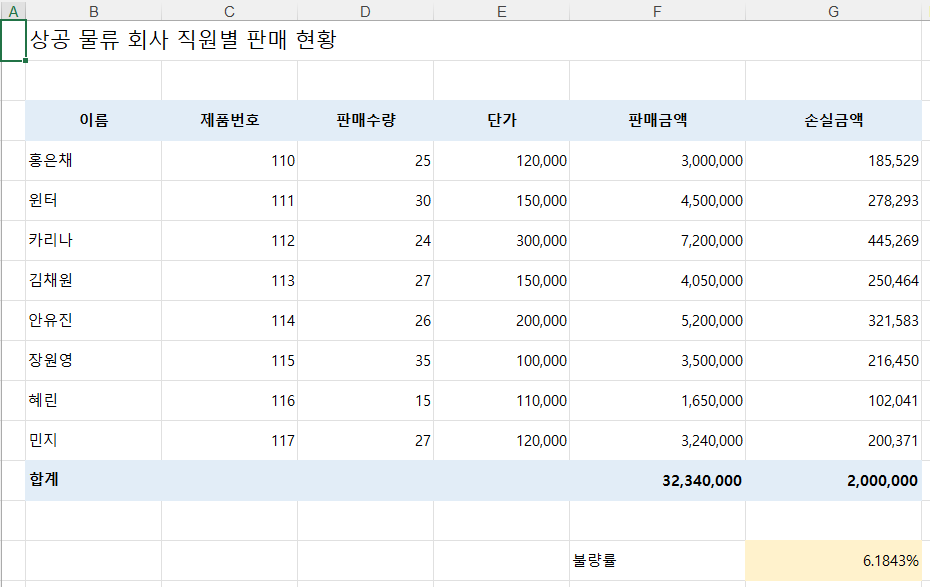 A B C D E F G
상공 물류 회사 직원별 판매 현황
이름 제품번호 판매수량 단가 판매금액 손실금액
홍은채 110 25 120,000 3,000,000 185,529
윈터 111 30 150,000 4,500,000 278,293
카리나 112 24 300,000 7,200,000 445,269
김채원 113 27 150,000 4,050,000 250,464
안유진 114 26 200,000 5,200,000 321,583
장원영 115 35 100,000 3,500,000 216,450
혜린 116 15 110,000 1,650,000 102,041
민지 117 27 120,000 3,240,000 200,371
합계 32,340,000 2,000,000
불량률 6.1843%